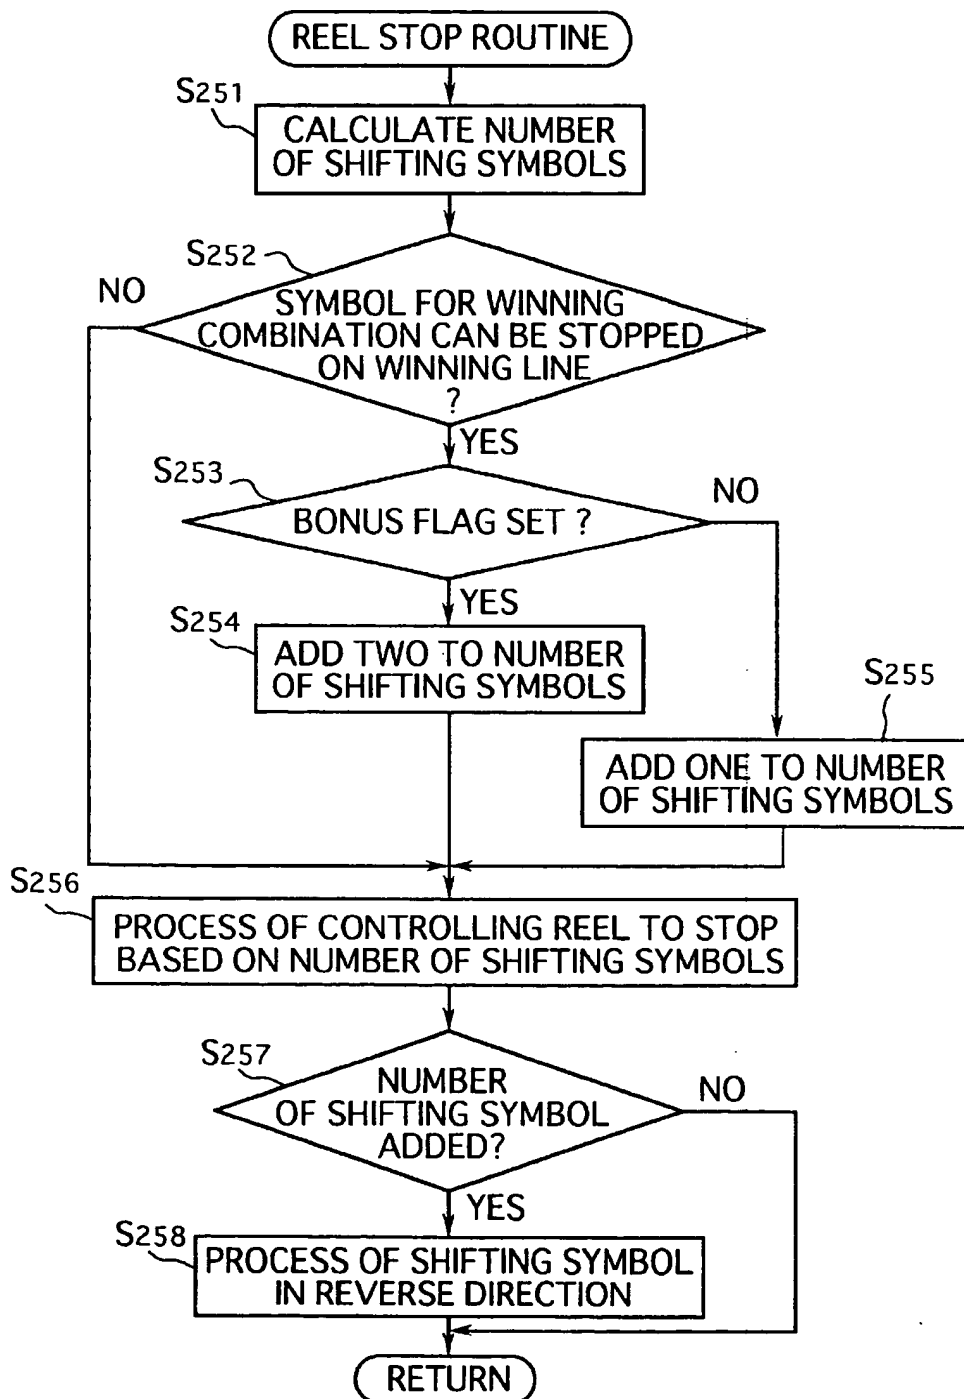 REEL STOP ROUTINE
S251
CALCULATE NUMBER
OF SHIFTING SYMBOLS
S252
NO
SYMBOL FOR WINNING
COMBINATION CAN BE STOPPED
ON WINNING LINE
?
YES
S253
NO
BONUS FLAG SET ?
YES
S254
ADD TWO TO NUMBER
OF SHIFTING SYMBOLS
S255
ADD ONE TO NUMBER
OF SHIFTING SYMBOLS
S256
PROCESS OF CONTROLLING REEL TO STOP
BASED ON NUMBER OF SHIFTING SYMBOLS
S257
NO
NUMBER
OF SHIFTING SYMBOL
ADDED?
YES
S258
PROCESS OF SHIFTING SYMBOL
IN REVERSE DIRECTION
RETURN